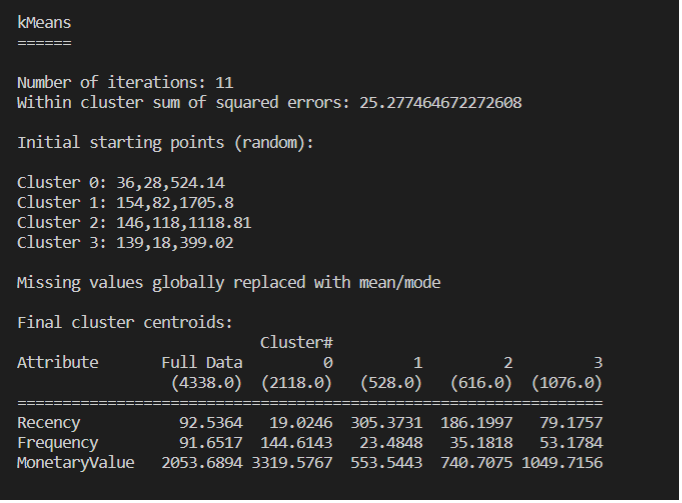 kMeans
======
Number of iterations: 11
Within cluster sum of squared errors: 25.277464672272608
Initial starting points (random):
Cluster 0: 36,28,524.14
Cluster 1: 154,82,1705.8
Cluster 2: 146,118,1118.81
Cluster 3: 139,18,399.02
Missing values globally replaced with mean/mode
Final cluster centroids:
                           Cluster#
Attribute       Full Data         0         1         2         3
                 (4338.0)  (2118.0)   (528.0)   (616.0)  (1076.0)
=================================================================
Recency           92.5364   19.0246  305.3731  186.1997   79.1757
Frequency         91.6517  144.6143   23.4848   35.1818   53.1784
MonetaryValue   2053.6894 3319.5767  553.5443  740.7075 1049.7156